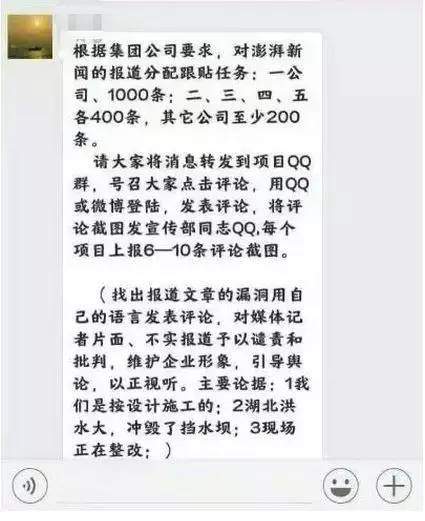 根据集团公司要求，对澎湃新
闻的报道分配跟贴任务：一公
司、1000条；二、三、四、五
各400条，其它公司至少200
条。
请大家将消息转发到项目QQ
群，号召大家点击评论，用QQ
或微博登陆，发表评论，将评
论截图发宣传部同志QQ,每个
项目上报6—10条评论截图。
（找出报道文章的漏洞用自
己的语言发表评论，对媒体记
者片面、不实报道予以谴责和
批判，维护企业形象，引导舆
论，以正视听。主要论据：1我
们是按设计施工的；2湖北洪
水大，冲毁了挡水坝；3现场
正在整改；）